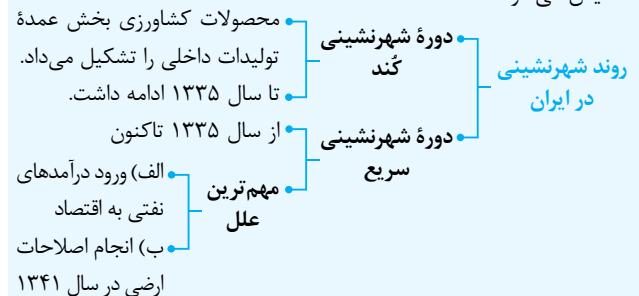 روند شهرنشینی
در ایران
دورهٔ شهرنشینی
کُند
محصولات کشاورزی بخش عمدهٔ
تولیدات داخلی را تشکیل می‌داد.
تا سال ۱۳۳۵ ادامه داشت.
دورهٔ شهرنشینی
سریع
از سال ۱۳۳۵ تاکنون
مهم‌ترین
علل
الف) ورود درآمدهای
نفتی به اقتصاد
ب) انجام اصلاحات
ارضی در سال ۱۳۴۱